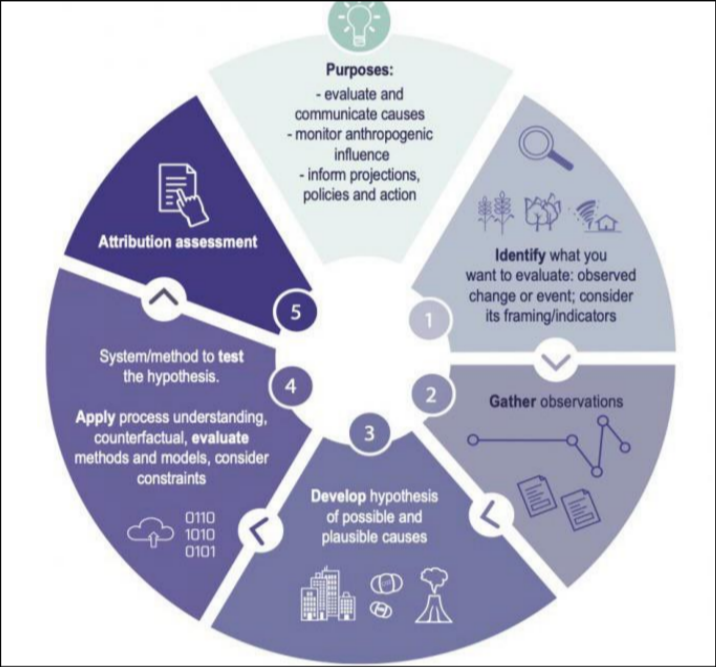 Purposes:
- evaluate and
communicate causes
- monitor anthropogenic
influence
- inform projections,
policies and action
1
Identify what you
want to evaluate: observed
change or event; consider
its framing/indicators
2
Gather observations
3
Develop hypothesis
of possible and
plausible causes
4
System/method to test
the hypothesis.
Apply process understanding,
counterfactual, evaluate
methods and models, consider
constraints
0110
1010
0101
5
Attribution assessment